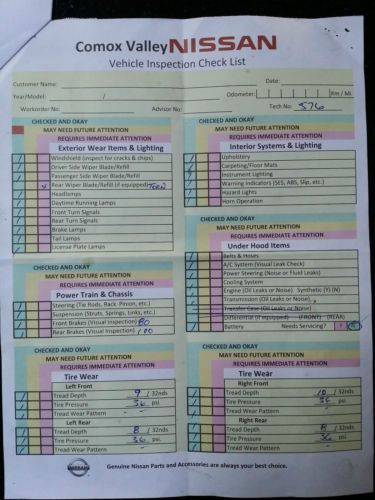 Comox Valley NISSAN
Vehicle Inspection Check List
Customer Name: Date:
Year/Model: / Odometer: Km / Mi
Workorder No: Advisor No: Tech No: 576
CHECKED AND OKAY
MAY NEED FUTURE ATTENTION
REQUIRES IMMEDIATE ATTENTION
Exterior Wear Items & Lighting
Windshield (inspect for cracks & chips)
Driver Side Wiper Blade/Refill
Passenger Side Wiper Blade/Refill
Rear Wiper Blade/Refill (if equipped) TORN
Headlamps
Daytime Running Lamps
Front Turn Signals
Rear Turn Signals
Brake Lamps
Tail Lamps
License Plate Lamps
CHECKED AND OKAY
MAY NEED FUTURE ATTENTION
REQUIRES IMMEDIATE ATTENTION
Interior Systems & Lighting
Upholstery
Carpeting/Floor Mats
Instrument Lighting
Warning Indicators (SES, ABS, Slip, etc.)
Hazard Lights
Horn Operation
CHECKED AND OKAY
MAY NEED FUTURE ATTENTION
REQUIRES IMMEDIATE ATTENTION
Under Hood Items
Belts & Hoses
A/C System (Visual Leak Check)
Power Steering (Noise or Fluid Leaks)
Cooling System
Engine (Oil Leaks or Noise) Synthetic (Y) (N)
Transmission (Oil Leaks or Noise)
Transfer Case (Oil Leaks or Noise)
Differential (if equipped) (FRONT) (REAR)
Battery Needs Servicing?
CHECKED AND OKAY
MAY NEED FUTURE ATTENTION
REQUIRES IMMEDIATE ATTENTION
Power Train & Chassis
Steering (Tie Rods, Rack, Pinion, etc.)
Suspension (Struts, Springs, Links, etc.)
Front Brakes (Visual Inspection) 80
Rear Brakes (Visual Inspection) 100
CHECKED AND OKAY
MAY NEED FUTURE ATTENTION
REQUIRES IMMEDIATE ATTENTION
Tire Wear
Left Front
Tread Depth 9 / 32nds
Tire Pressure 36 psi.
Tread Wear Pattern
Left Rear
Tread Depth 8 / 32nds
Tire Pressure 36 psi.
Tread Wear Pattern
CHECKED AND OKAY
MAY NEED FUTURE ATTENTION
REQUIRES IMMEDIATE ATTENTION
Tire Wear
Right Front
Tread Depth 10 / 32nds
Tire Pressure 36 psi.
Tread Wear Pattern
Right Rear
Tread Depth 8 / 32nds
Tire Pressure 36 psi.
Tread Wear Pattern
NISSAN
Genuine Nissan Parts and Accessories are always your best choice.